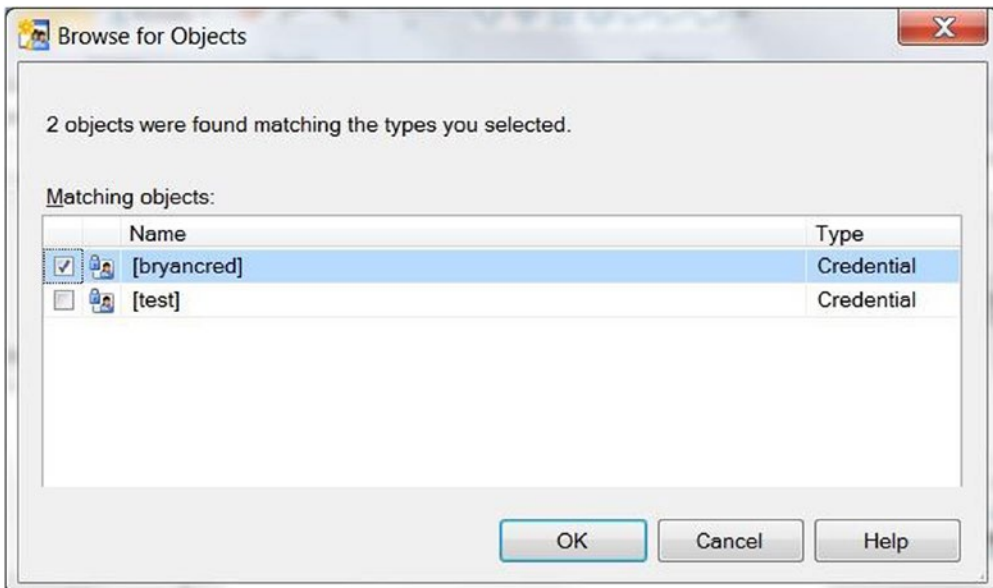 Browse for Objects
2 objects were found matching the types you selected.
Matching objects:
Name Type
[bryancred] Credential
[test] Credential
OK Cancel Help